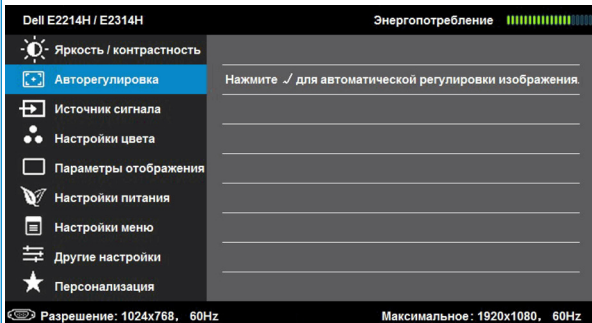 Dell E2214H / E2314H Энергопотребление
Яркость / контрастность
Авторегулировка Нажмите ✓ для автоматической регулировки изображения.
Источник сигнала
Настройки цвета
Параметры отображения
Настройки питания
Настройки меню
Другие настройки
Персонализация
Разрешение: 1024x768, 60Hz Максимальное: 1920x1080, 60Hz